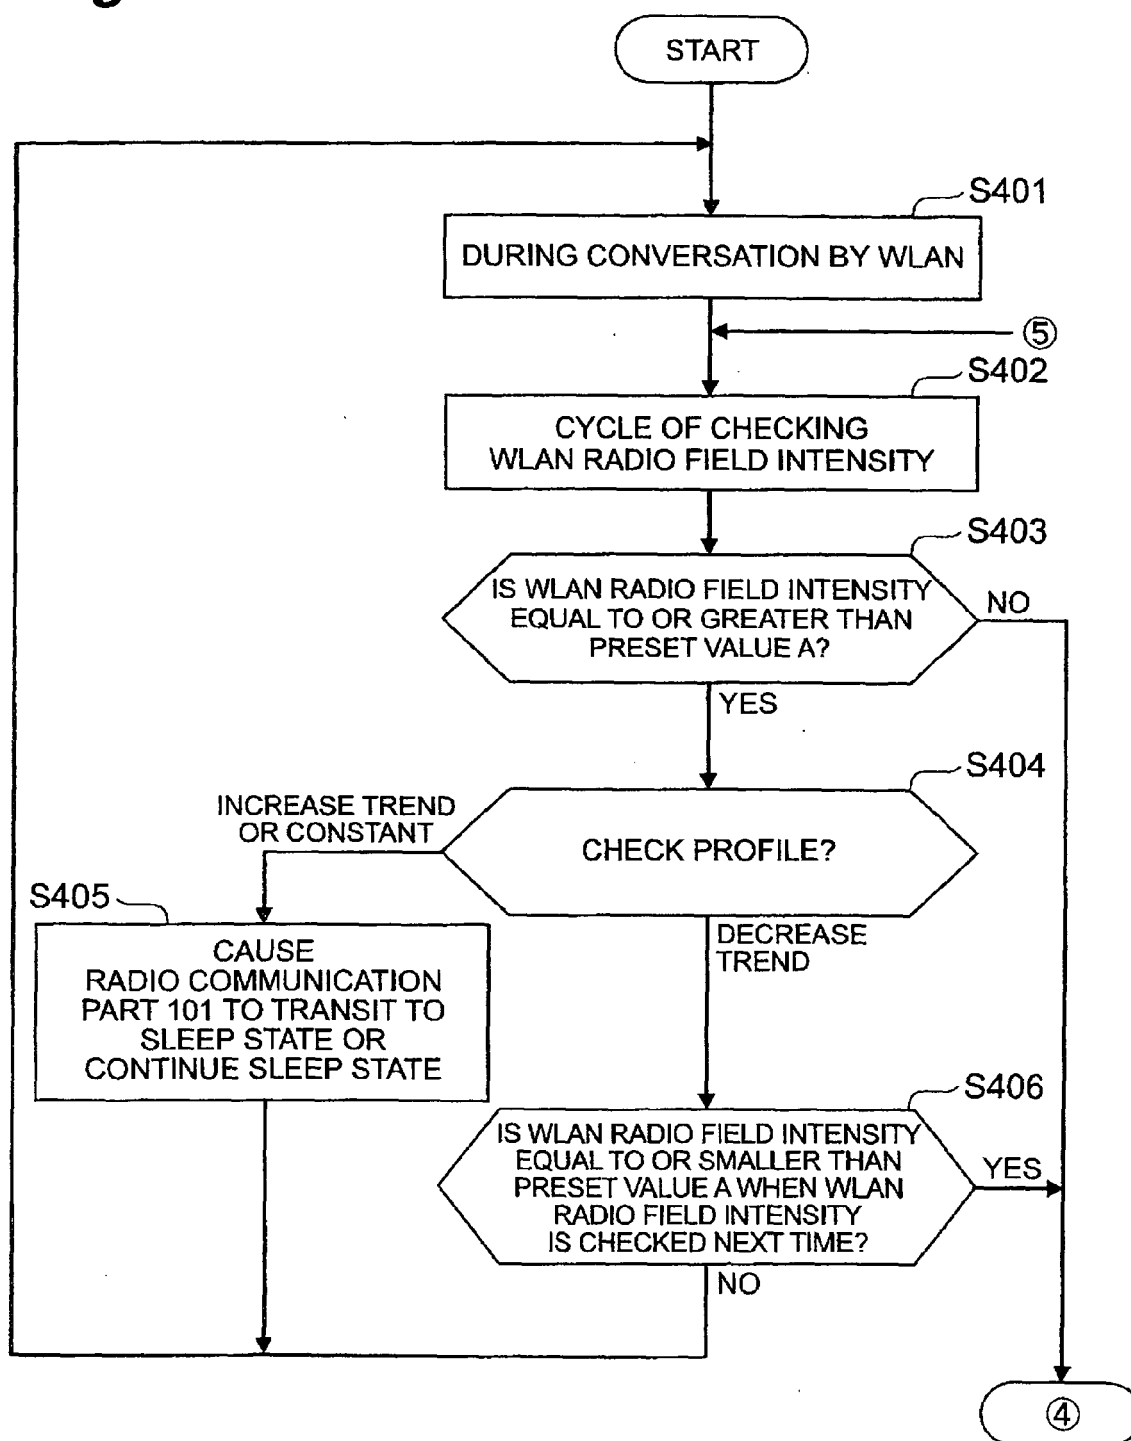 START
S401
DURING CONVERSATION BY WLAN
⑤
S402
CYCLE OF CHECKING
WLAN RADIO FIELD INTENSITY
S403
IS WLAN RADIO FIELD INTENSITY
EQUAL TO OR GREATER THAN
PRESET VALUE A?
NO
YES
S404
INCREASE TREND
OR CONSTANT
CHECK PROFILE?
S405
DECREASE
TREND
CAUSE
RADIO COMMUNICATION
PART 101 TO TRANSIT TO
SLEEP STATE OR
CONTINUE SLEEP STATE
S406
IS WLAN RADIO FIELD INTENSITY
EQUAL TO OR SMALLER THAN
PRESET VALUE A WHEN WLAN
RADIO FIELD INTENSITY
IS CHECKED NEXT TIME?
YES
NO
④